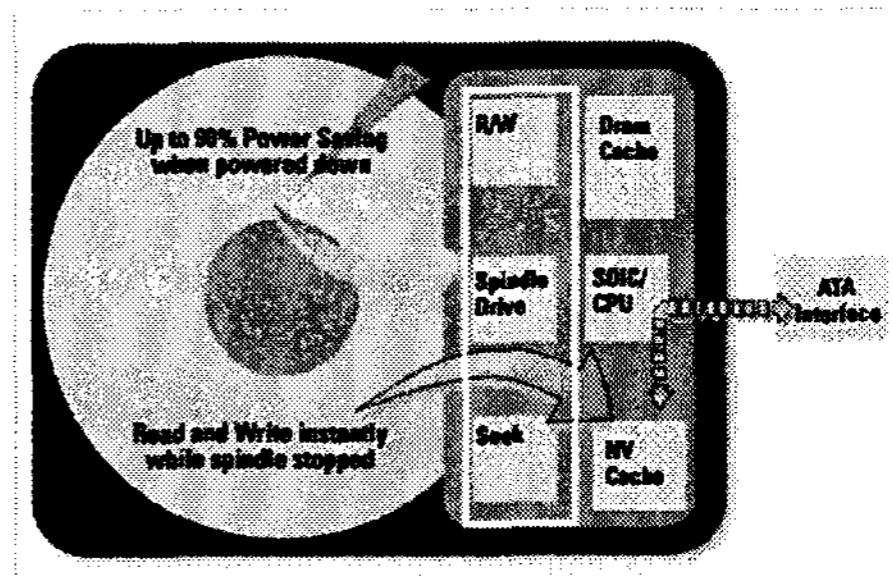 Up to 90% Power Saving
when powered down
R/W
Dram
Cache
Spindle
Drive
SOIC/
CPU
ATA
Interface
Read and Write instantly
while spindle stopped
Seek
NV
Cache